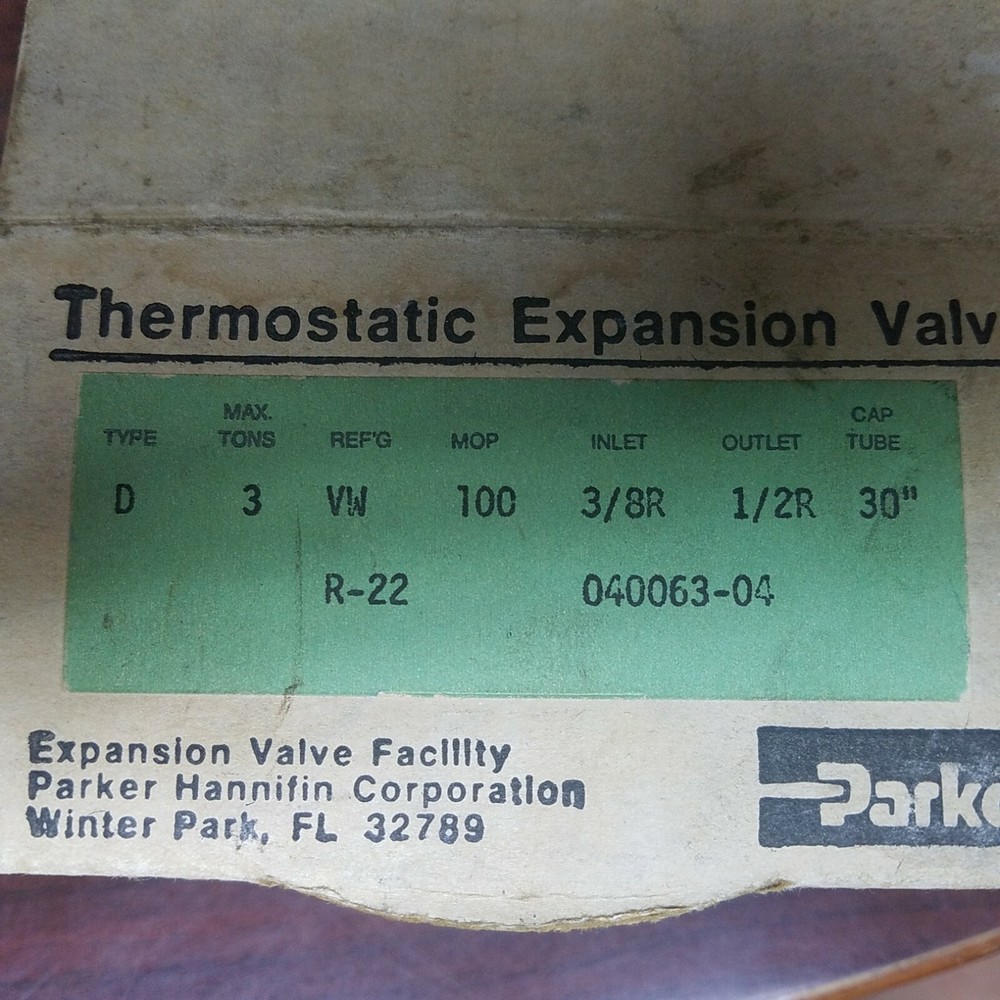 Thermostatic Expansion Valv
MAX.
TYPE TONS REF'G MOP INLET OUTLET CAP TUBE
D 3 VW 100 3/8R 1/2R 30"
R-22 040063-04
Expansion Valve Facility
Parker Hannifin Corporation
Winter Park, FL 32789
Parke